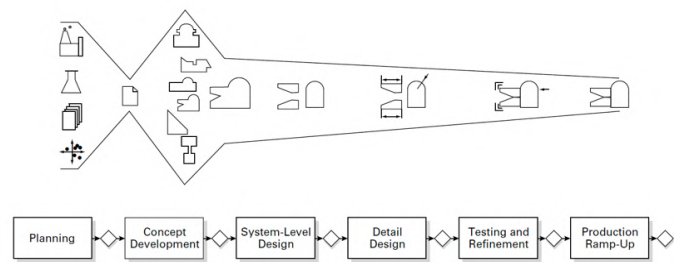 Planning
Concept
Development
System-Level
Design
Detail
Design
Testing and
Refinement
Production
Ramp-Up